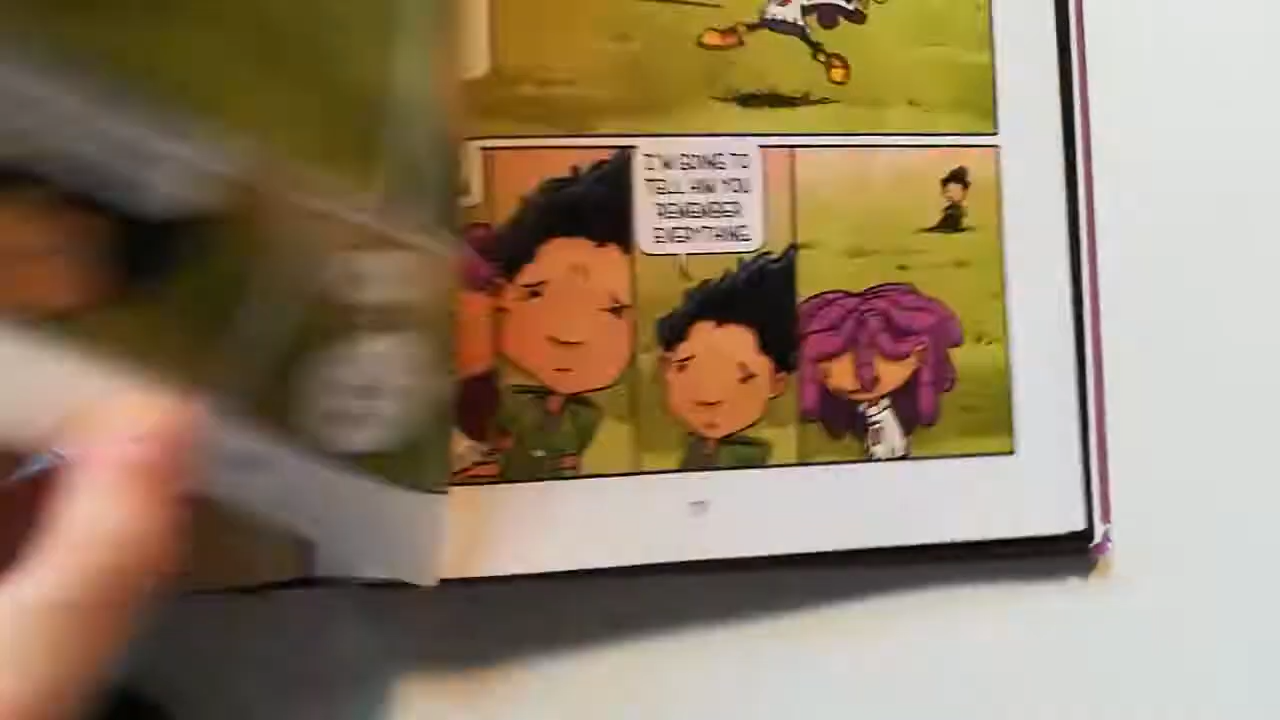 I'M GOING TO
TELL HIM YOU
REMEMBER
EVERYTHING.